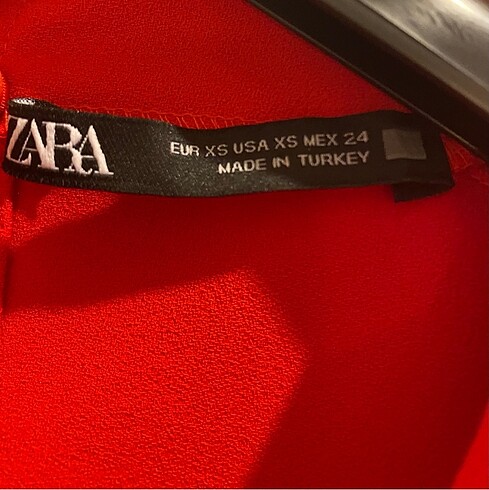 ZARA
EUR XS USA XS MEX 24
MADE IN TURKEY